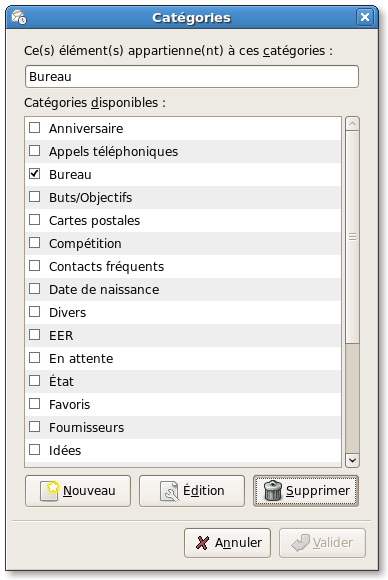 Catégories
Ce(s) élément(s) appartienne(nt) à ces catégories :
Bureau
Catégories disponibles :
Anniversaire
Appels téléphoniques
Bureau
Buts/Objectifs
Cartes postales
Compétition
Contacts fréquents
Date de naissance
Divers
EER
En attente
État
Favoris
Fournisseurs
Idées
Nouveau Édition Supprimer
Annuler Valider